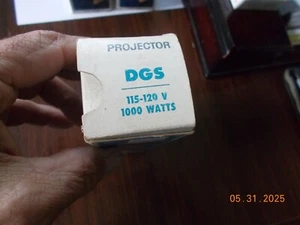 PROJECTOR
DGS
115-120 V
1000 WATTS
05.31.2025